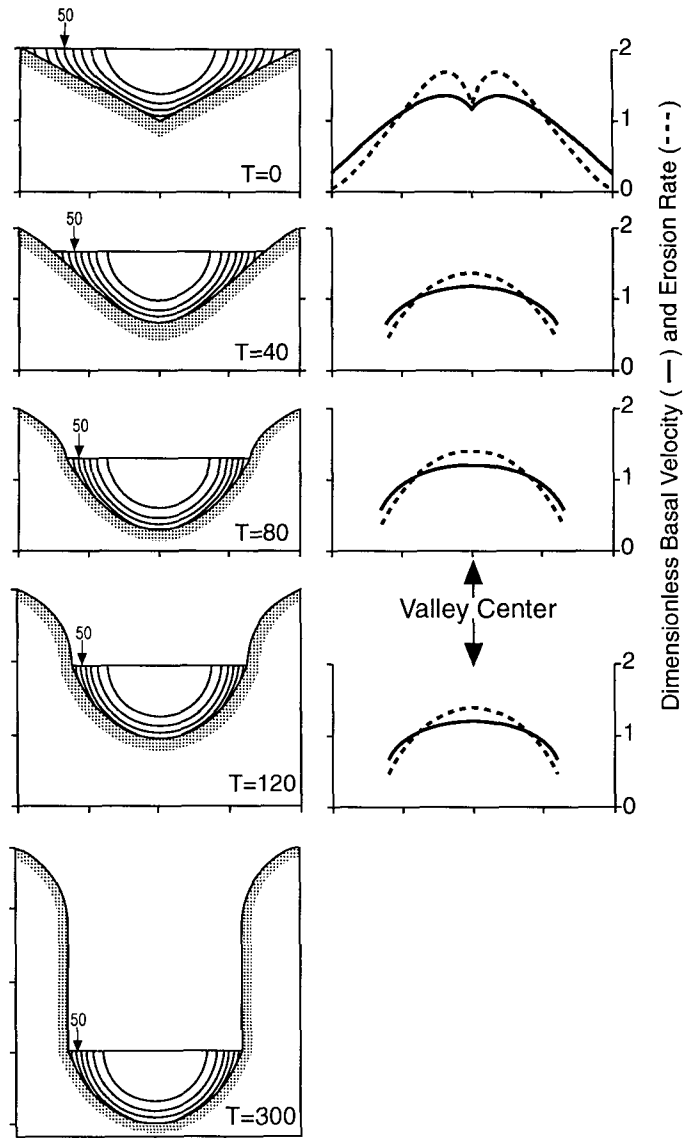 50
T=0
2
1
0
50
T=40
2
1
0
50
T=80
2
1
0
Valley Center
50
T=120
2
1
0
50
T=300
Dimensionless Basal Velocity (—) and Erosion Rate (---)